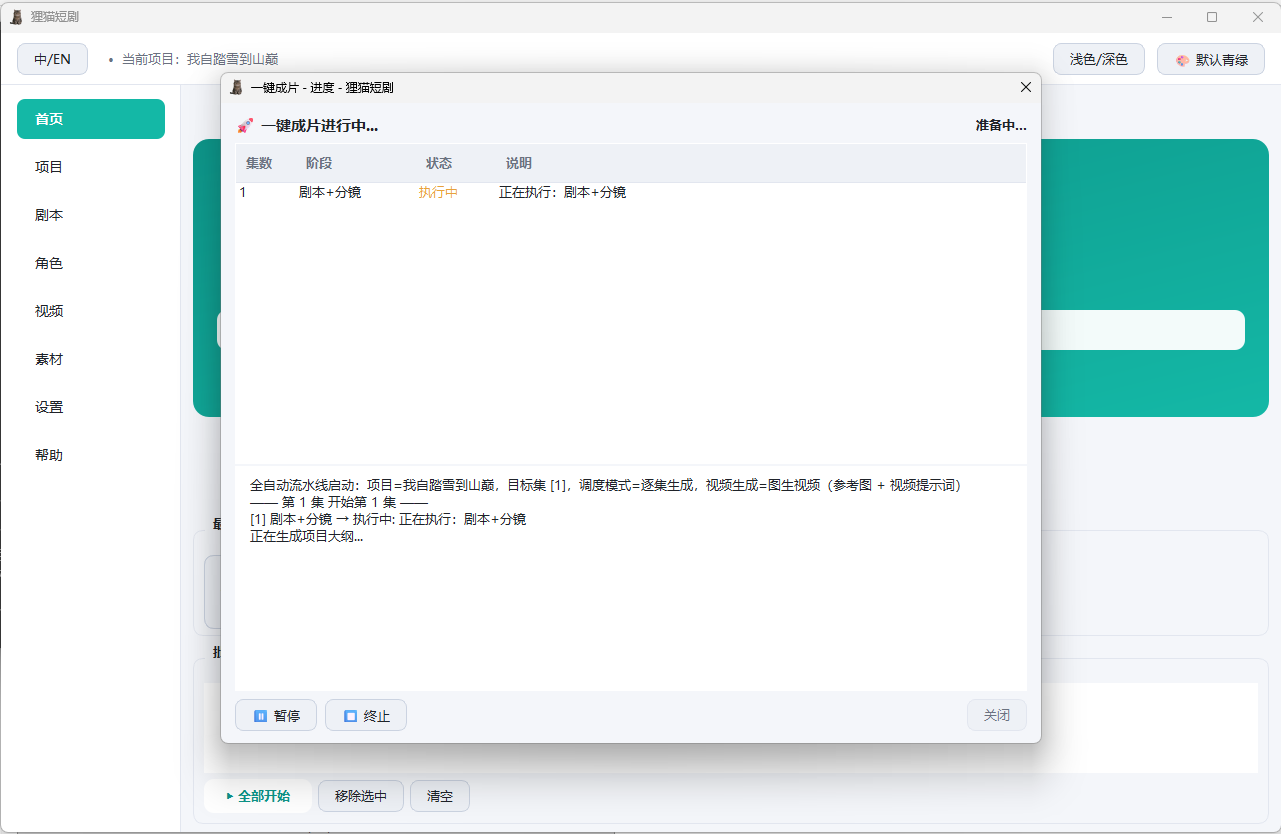 狸猫短剧
中/EN
• 当前项目：我自踏雪到山巅
浅色/深色
默认青绿
首页
项目
剧本
角色
视频
素材
设置
帮助
一键成片 - 进度 - 狸猫短剧
一键成片进行中...
准备中...
集数 阶段 状态 说明
1 剧本+分镜 执行中 正在执行：剧本+分镜
全自动流水线启动：项目=我自踏雪到山巅，目标集 [1]，调度模式=逐集生成，视频生成=图生视频（参考图 + 视频提示词）
—— 第 1 集 开始第 1 集 ——
[1] 剧本+分镜 → 执行中: 正在执行：剧本+分镜
正在生成项目大纲...
暂停
终止
关闭
全部开始
移除选中
清空